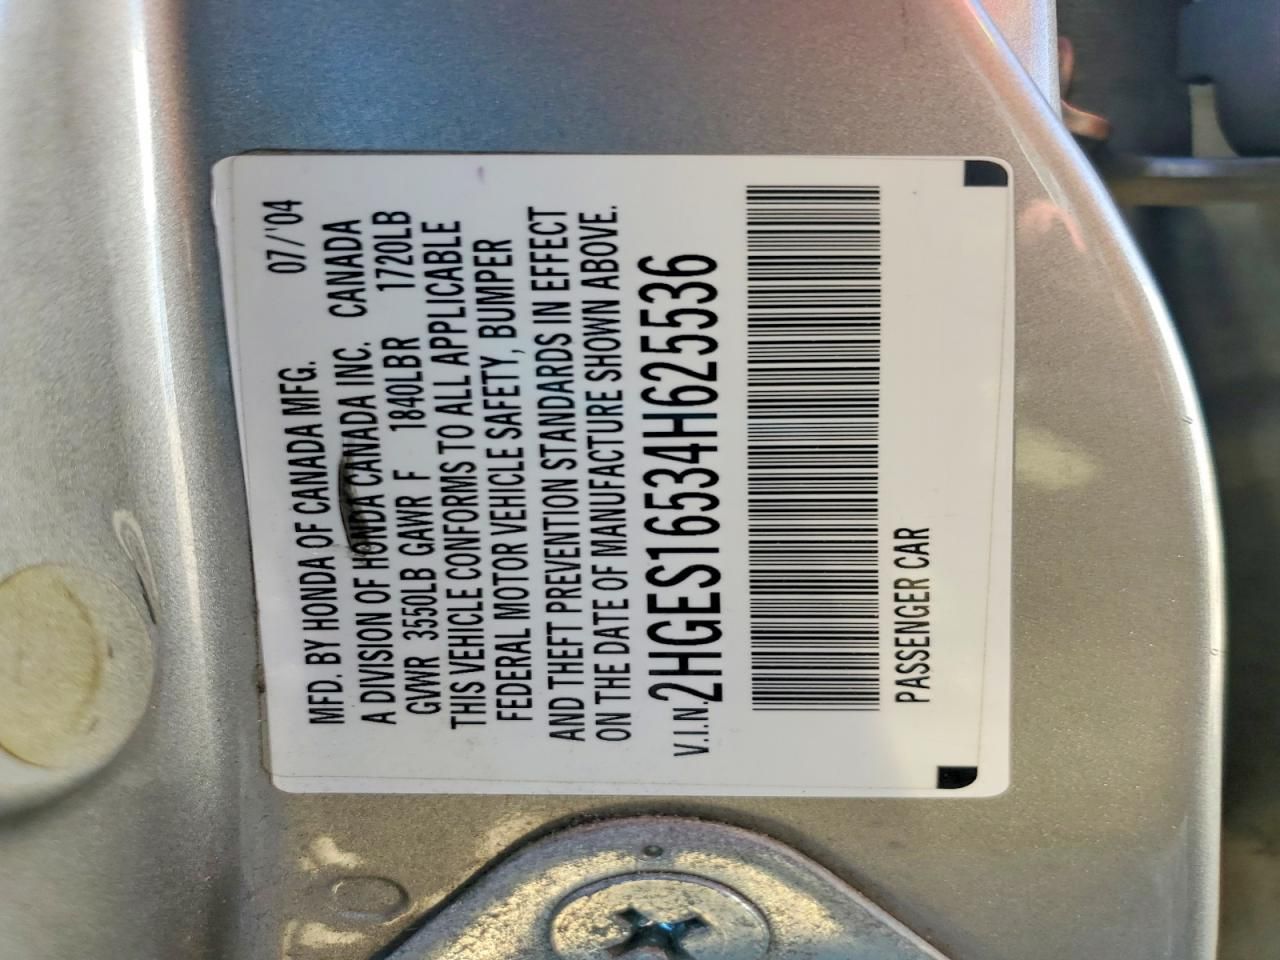 MFD. BY HONDA OF CANADA MFG. 07/'04
A DIVISION OF HONDA CANADA INC. CANADA
GVWR 3550LB GAWR F 1840LBR 1720LB
THIS VEHICLE CONFORMS TO ALL APPLICABLE
FEDERAL MOTOR VEHICLE SAFETY, BUMPER
AND THEFT PREVENTION STANDARDS IN EFFECT
ON THE DATE OF MANUFACTURE SHOWN ABOVE.
V.I.N. 2HGES16534H625536
PASSENGER CAR